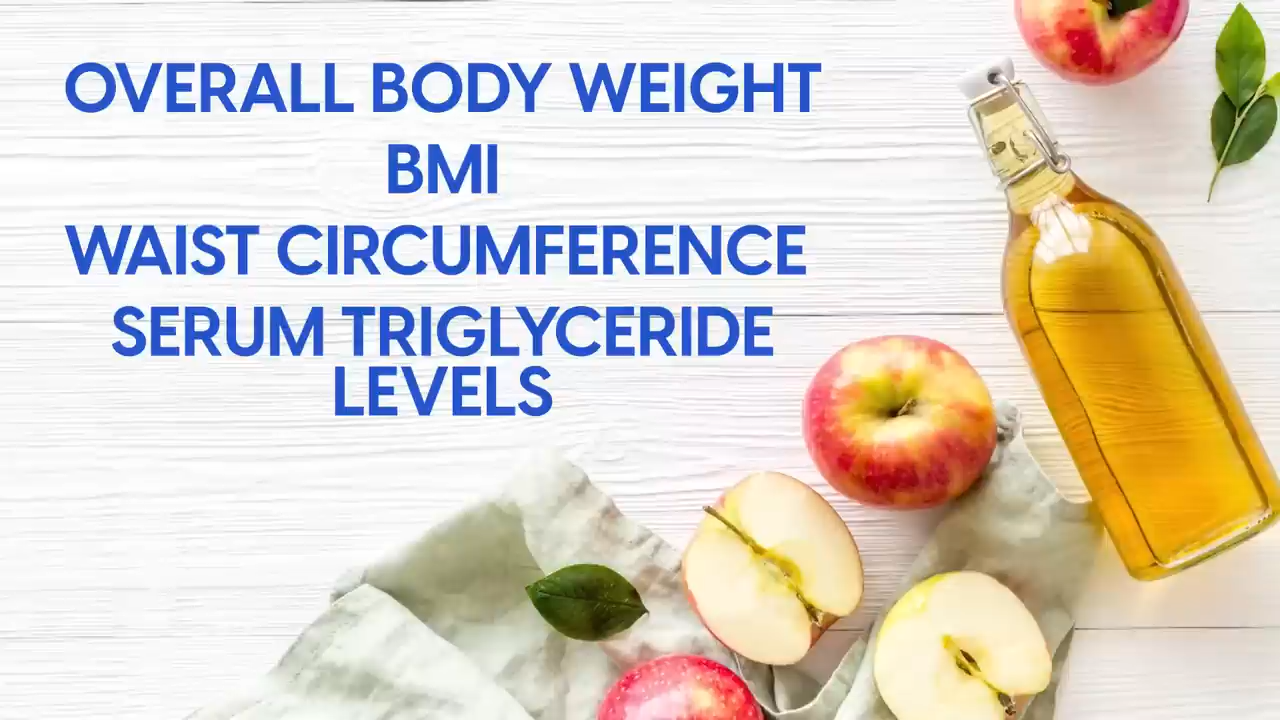 OVERALL BODY WEIGHT
BMI
WAIST CIRCUMFERENCE
SERUM TRIGLYCERIDE
LEVELS